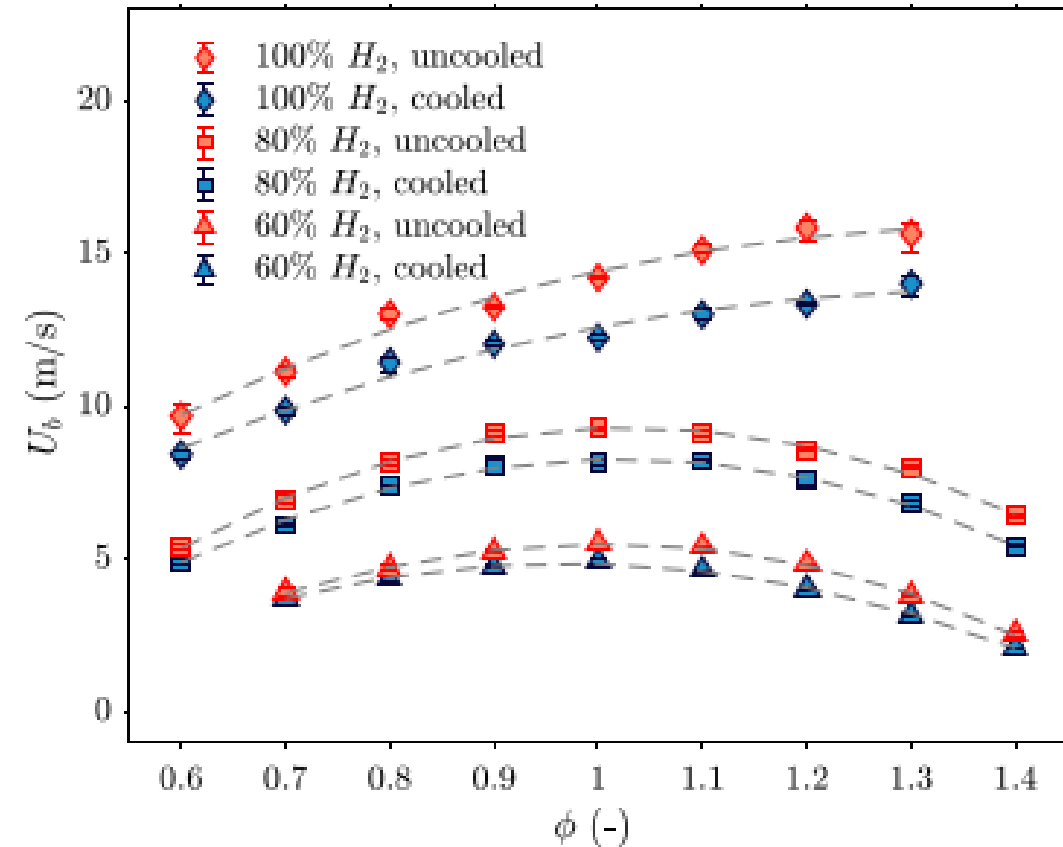 100% H₂, uncooled
100% H₂, cooled
80% H₂, uncooled
80% H₂, cooled
60% H₂, uncooled
60% H₂, cooled
20
15
10
5
0
U_b (m/s)
0.6 0.7 0.8 0.9 1 1.1 1.2 1.3 1.4
ϕ (-)